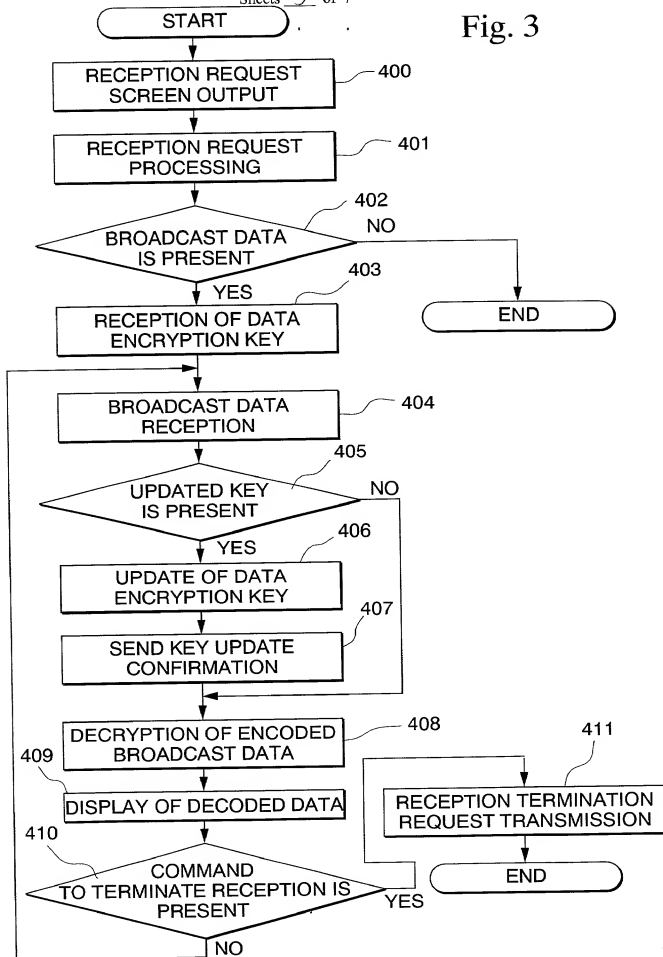 Sheets
START
Fig. 3
RECEPTION REQUEST
SCREEN OUTPUT
400
RECEPTION REQUEST
PROCESSING
401
402
BROADCAST DATA
IS PRESENT
NO
YES
403
END
RECEPTION OF DATA
ENCRYPTION KEY
BROADCAST DATA
RECEPTION
404
405
UPDATED KEY
IS PRESENT
NO
YES
406
UPDATE OF DATA
ENCRYPTION KEY
407
SEND KEY UPDATE
CONFIRMATION
DECRYPTION OF ENCODED
BROADCAST DATA
408
409
DISPLAY OF DECODED DATA
411
RECEPTION TERMINATION
REQUEST TRANSMISSION
410
COMMAND
TO TERMINATE RECEPTION IS
PRESENT
YES
END
NO